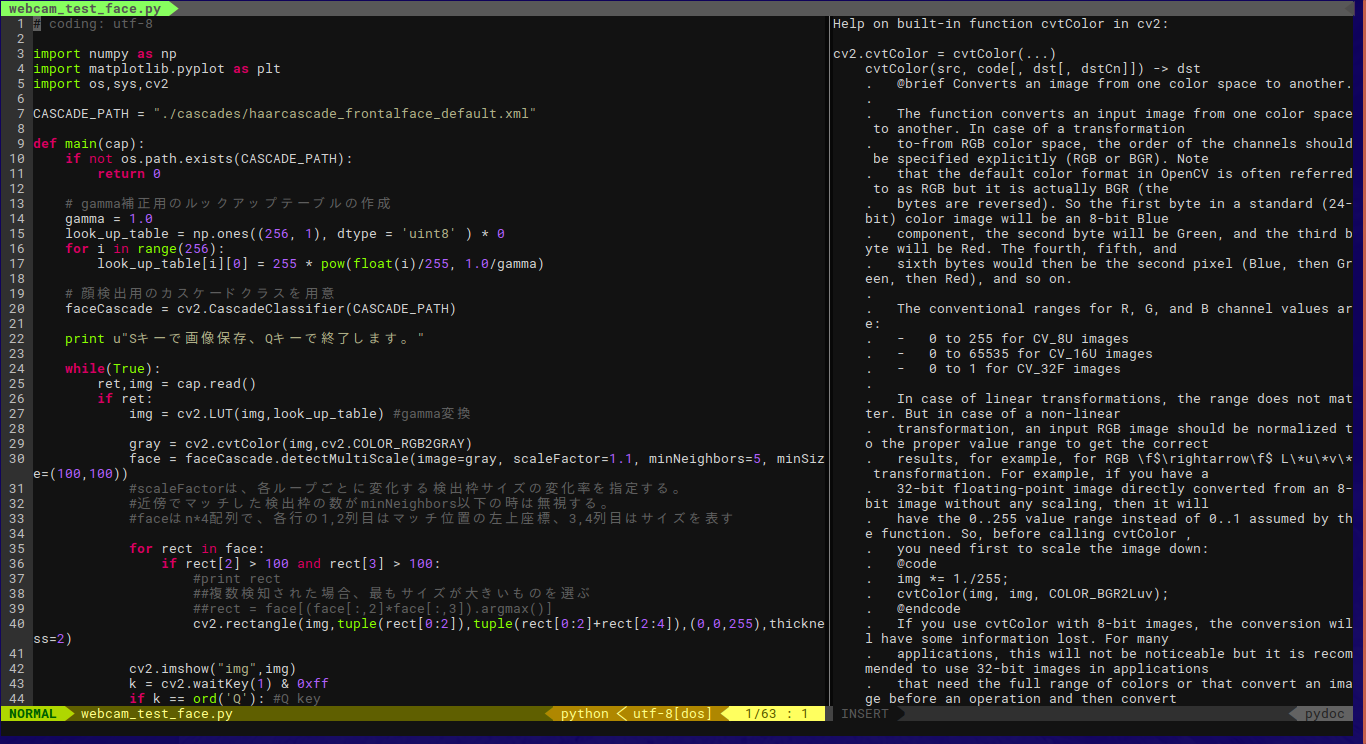 webcam_test_face.py
1 # coding: utf-8
2
3 import numpy as np
4 import matplotlib.pyplot as plt
5 import os,sys,cv2
6
7 CASCADE_PATH = "./cascades/haarcascade_frontalface_default.xml"
8
9 def main(cap):
10     if not os.path.exists(CASCADE_PATH):
11         return 0
12
13     # gamma補正用のルックアップテーブルの作成
14     gamma = 1.0
15     look_up_table = np.ones((256, 1), dtype = 'uint8' ) * 0
16     for i in range(256):
17         look_up_table[i][0] = 255 * pow(float(i)/255, 1.0/gamma)
18
19     # 顔検出用のカスケードクラスを用意
20     faceCascade = cv2.CascadeClassifier(CASCADE_PATH)
21
22     print u"Sキーで画像保存、Qキーで終了します。"
23
24     while(True):
25         ret,img = cap.read()
26         if ret:
27             img = cv2.LUT(img,look_up_table) #gamma変換
28
29             gray = cv2.cvtColor(img,cv2.COLOR_RGB2GRAY)
30             face = faceCascade.detectMultiScale(image=gray, scaleFactor=1.1, minNeighbors=5, minSiz
e=(100,100))
31             #scaleFactorは、各ループごとに変化する検出枠サイズの変化率を指定する。
32             #近傍でマッチした検出枠の数がminNeighbors以下の時は無視する。
33             #faceはn*4配列で、各行の1,2列目はマッチ位置の左上座標、3,4列目はサイズを表す
34
35             for rect in face:
36                 if rect[2] > 100 and rect[3] > 100:
37                     #print rect
38                     ##複数検知された場合、最もサイズが大きいものを選ぶ
39                     ##rect = face[(face[:,2]*face[:,3]).argmax()]
40                     cv2.rectangle(img,tuple(rect[0:2]),tuple(rect[0:2]+rect[2:4]),(0,0,255),thickne
ss=2)
41
42             cv2.imshow("img",img)
43             k = cv2.waitKey(1) & 0xff
44             if k == ord('Q'): #Q key
NORMAL webcam_test_face.py python utf-8[dos] 1/63 : 1
Help on built-in function cvtColor in cv2:

cv2.cvtColor = cvtColor(...)
    cvtColor(src, code[, dst[, dstCn]]) -> dst
    .   @brief Converts an image from one color space to another.
    .
    .   The function converts an input image from one color space
 to another. In case of a transformation
    .   to-from RGB color space, the order of the channels should
 be specified explicitly (RGB or BGR). Note
    .   that the default color format in OpenCV is often referred
 to as RGB but it is actually BGR (the
    .   bytes are reversed). So the first byte in a standard (24-
bit) color image will be an 8-bit Blue
    .   component, the second byte will be Green, and the third b
yte will be Red. The fourth, fifth, and
    .   sixth bytes would then be the second pixel (Blue, then Gr
een, then Red), and so on.
    .
    .   The conventional ranges for R, G, and B channel values ar
e:
    .   -   0 to 255 for CV_8U images
    .   -   0 to 65535 for CV_16U images
    .   -   0 to 1 for CV_32F images
    .
    .   In case of linear transformations, the range does not mat
ter. But in case of a non-linear
    .   transformation, an input RGB image should be normalized t
o the proper value range to get the correct
    .   results, for example, for RGB \f$\rightarrow\f$ L\*u\*v\*
 transformation. For example, if you have a
    .   32-bit floating-point image directly converted from an 8-
bit image without any scaling, then it will
    .   have the 0..255 value range instead of 0..1 assumed by th
e function. So, before calling cvtColor ,
    .   you need first to scale the image down:
    .   @code
    .   img *= 1./255;
    .   cvtColor(img, img, COLOR_BGR2Luv);
    .   @endcode
    .   If you use cvtColor with 8-bit images, the conversion wil
l have some information lost. For many
    .   applications, this will not be noticeable but it is recom
mended to use 32-bit images in applications
    .   that need the full range of colors or that convert an ima
ge before an operation and then convert
INSERT pydoc